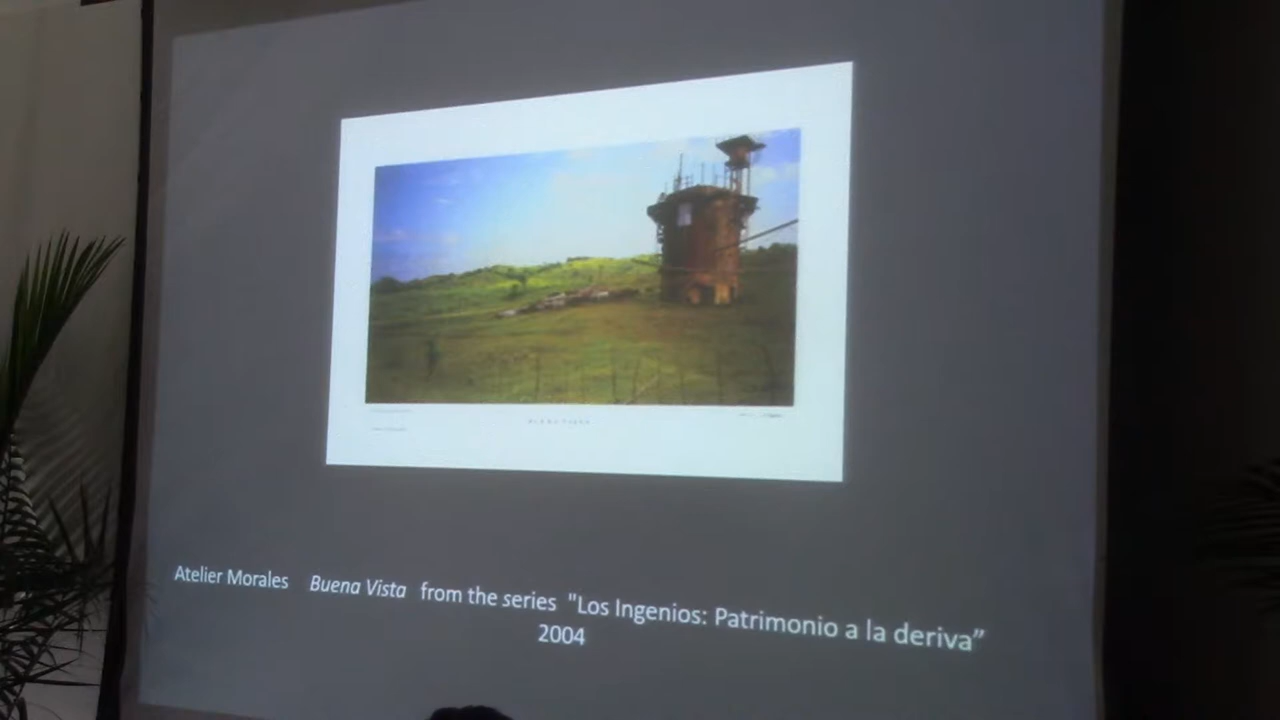 Atelier Morales Buena Vista from the series "Los Ingenios: Patrimonio a la deriva”
2004